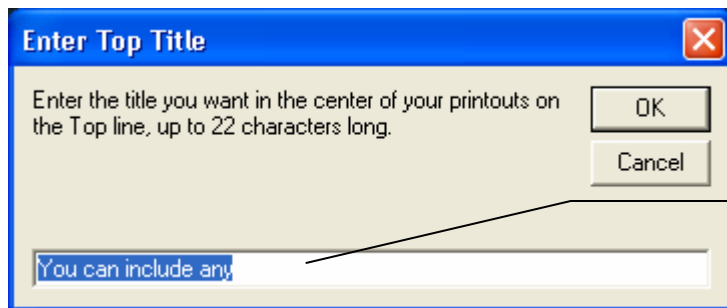 Enter Top Title
Enter the title you want in the center of your printouts on
the Top line, up to 22 characters long.
OK
Cancel
You can include any